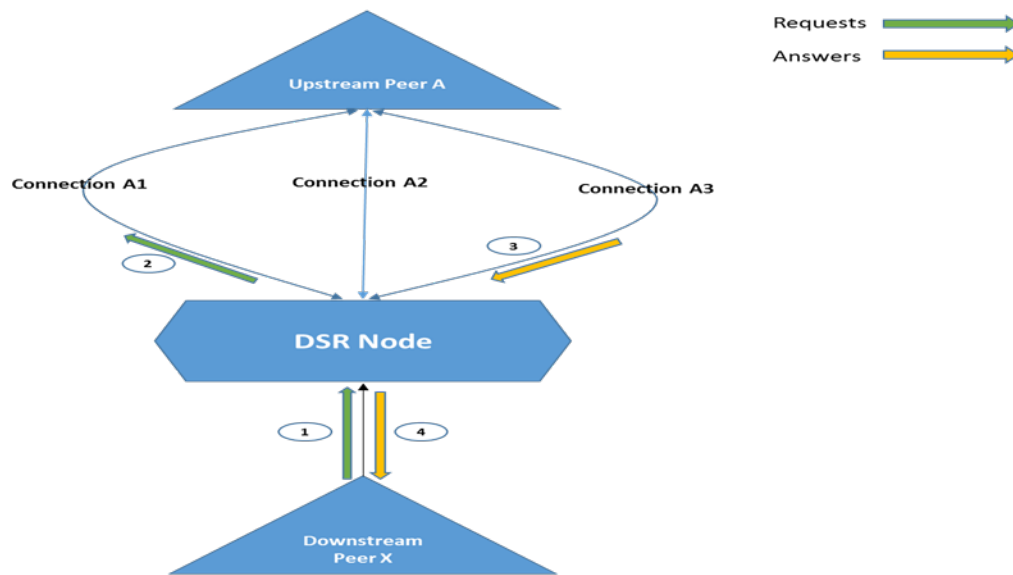 Requests
Answers
Upstream Peer A
Connection A1
Connection A2
Connection A3
3
2
DSR Node
1
4
Downstream
Peer X